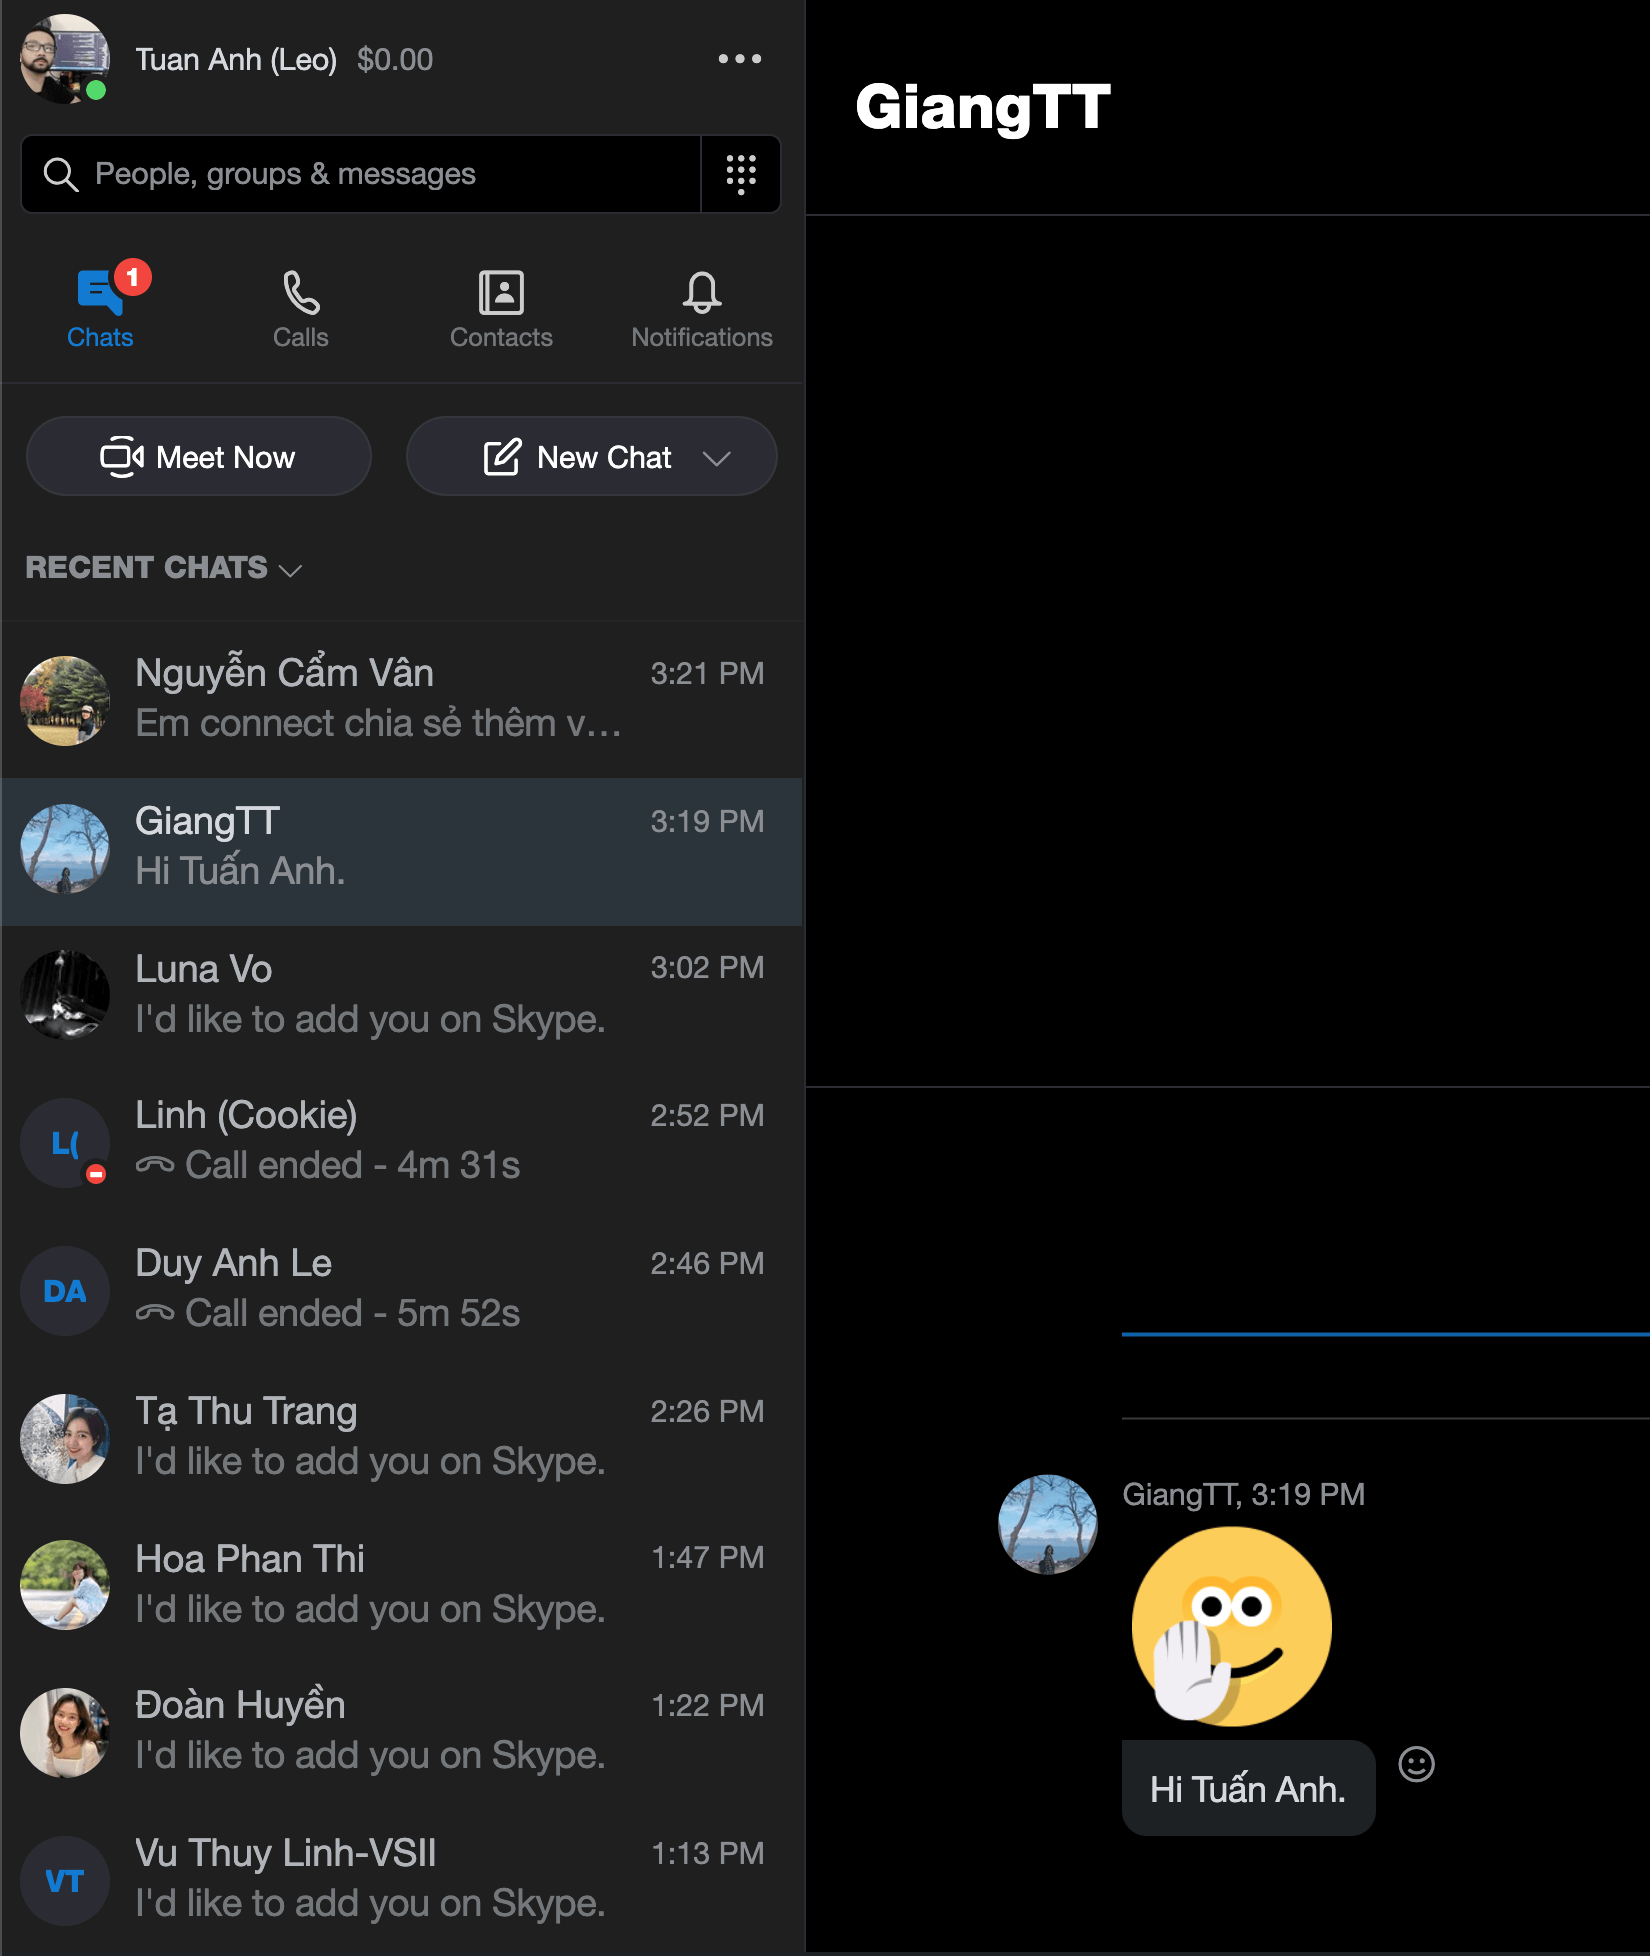 Tuan Anh (Leo) $0.00
People, groups & messages
1
Chats
Calls
Contacts
Notifications
Meet Now
New Chat
RECENT CHATS
Nguyễn Cẩm Vân 3:21 PM
Em connect chia sẻ thêm v...
GiangTT 3:19 PM
Hi Tuấn Anh.
Luna Vo 3:02 PM
I'd like to add you on Skype.
L(
Linh (Cookie) 2:52 PM
Call ended - 4m 31s
DA
Duy Anh Le 2:46 PM
Call ended - 5m 52s
Tạ Thu Trang 2:26 PM
I'd like to add you on Skype.
Hoa Phan Thi 1:47 PM
I'd like to add you on Skype.
Đoàn Huyền 1:22 PM
I'd like to add you on Skype.
VT
Vu Thuy Linh-VSII 1:13 PM
I'd like to add you on Skype.
GiangTT
GiangTT, 3:19 PM
Hi Tuấn Anh.